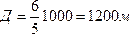 Д = 6/5 1000 = 1200.м